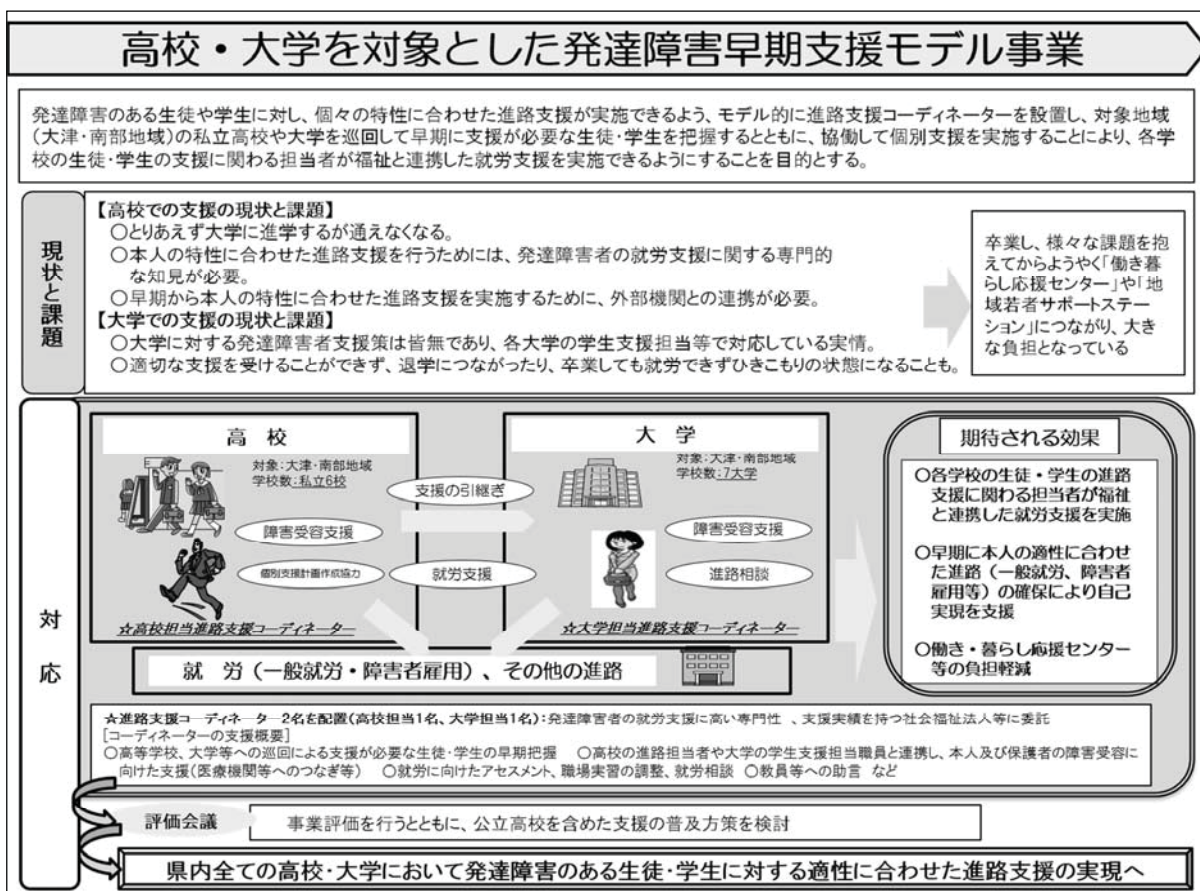 高校・大学を対象とした発達障害早期支援モデル事業
発達障害のある生徒や学生に対し、個々の特性に合わせた進路支援が実施できるよう、モデル的に進路支援コーディネーターを設置し、対象地域
(大津・南部地域)の私立高校や大学を巡回して早期に支援が必要な生徒・学生を把握するとともに、協働して個別支援を実施することにより、各学
校の生徒・学生の支援に関わる担当者が福祉と連携した就労支援を実施できるようにすることを目的とする。
現状と課題
【高校での支援の現状と課題】
○とりあえず大学に進学するが通えなくなる。
○本人の特性に合わせた進路支援を行うためには、発達障害者の就労支援に関する専門的
な知見が必要。
○早期から本人の特性に合わせた進路支援を実施するために、外部機関との連携が必要。
【大学での支援の現状と課題】
○大学に対する発達障害者支援策は皆無であり、各大学の学生支援担当等で対応している実情。
○適切な支援を受けることができず、退学につながったり、卒業しても就労できずひきこもりの状態になることも。
卒業し、様々な課題を抱
えてからようやく「働き暮
らし応援センター」や「地
域若者サポートステー
ション」につながり、大き
な負担となっている
対応
高 校
対象:大津・南部地域
学校数:私立6校
障害受容支援
個別支援計画作成協力
☆高校担当進路支援コーディネーター
支援の引継ぎ
就労支援
大 学
対象:大津・南部地域
学校数:7大学
障害受容支援
進路相談
☆大学担当進路支援コーディネーター
就 労(一般就労・障害者雇用)、その他の進路
期待される効果
○各学校の生徒・学生の進路
支援に関わる担当者が福祉
と連携した就労支援を実施
○早期に本人の適性に合わせ
た進路(一般就労、障害者
雇用等)の確保により自己
実現を支援
○働き・暮らし応援センター
等の負担軽減
☆進路支援コーディネーター2名を配置(高校担当1名、大学担当1名):発達障害者の就労支援に高い専門性 、支援実績を持つ社会福祉法人等に委託
[コーディネーターの支援概要]
○高等学校、大学等への巡回による支援が必要な生徒・学生の早期把握 ○高校の進路担当者や大学の学生支援担当職員と連携し、本人及び保護者の障害受容に
向けた支援(医療機関等へのつなぎ等) ○就労に向けたアセスメント、職場実習の調整、就労相談 ○教員等への助言 など
評価会議
事業評価を行うとともに、公立高校を含めた支援の普及方策を検討
県内全ての高校・大学において発達障害のある生徒・学生に対する適性に合わせた進路支援の実現へ